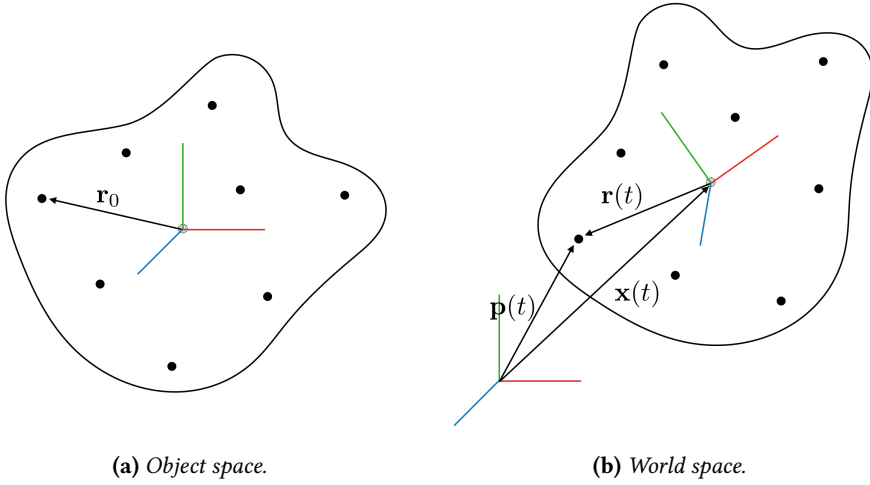 r₀
r(t)
x(t)
p(t)
(a) Object space.
(b) World space.